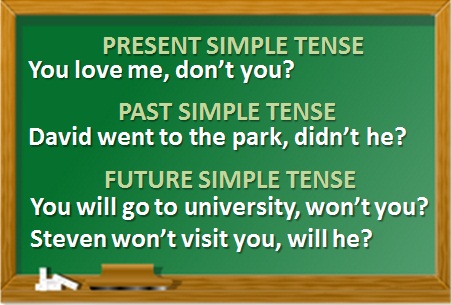 PRESENT SIMPLE TENSE
You love me, don’t you?
PAST SIMPLE TENSE
David went to the park, didn’t he?
FUTURE SIMPLE TENSE
You will go to university, won’t you?
Steven won’t visit you, will he?